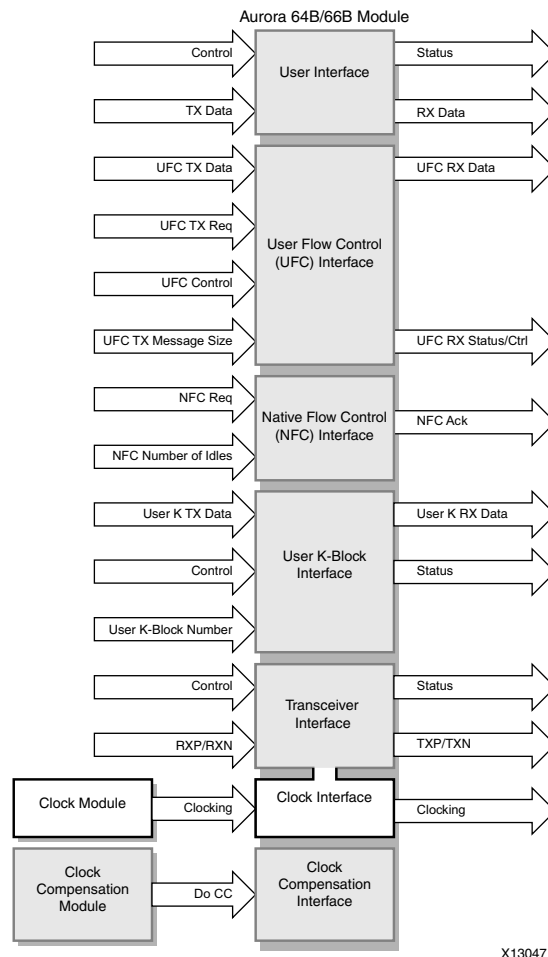 Aurora 64B/66B Module
Control
User Interface
Status
TX Data
RX Data
UFC TX Data
UFC RX Data
UFC TX Req
User Flow Control
(UFC) Interface
UFC Control
UFC TX Message Size
UFC RX Status/Ctrl
NFC Req
Native Flow Control
(NFC) Interface
NFC Ack
NFC Number of Idles
User K TX Data
User K RX Data
User K-Block
Interface
Control
Status
User K-Block Number
Control
Transceiver
Interface
Status
RXP/RXN
TXP/TXN
Clock Module
Clocking
Clock Interface
Clocking
Clock
Compensation
Module
Do CC
Clock
Compensation
Interface
X13047